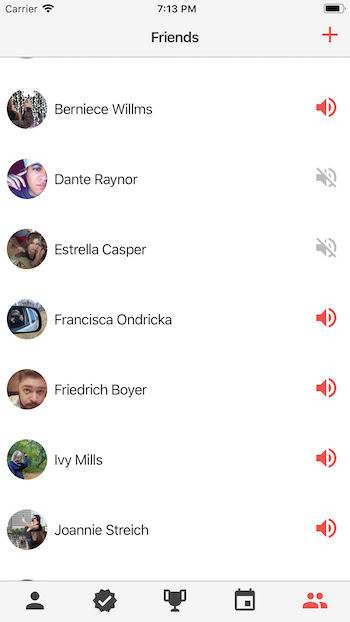 Carrier 7:13 PM
Friends
Berniece Willms
Dante Raynor
Estrella Casper
Francisca Ondricka
Friedrich Boyer
Ivy Mills
Joannie Streich